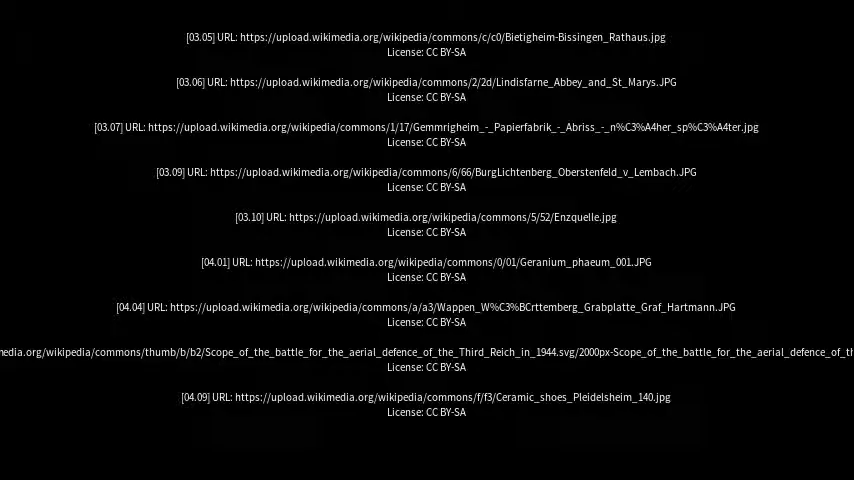 [03.05] URL: https://upload.wikimedia.org/wikipedia/commons/c/c0/Bietigheim-Bissingen_Rathaus.jpg
License: CC BY-SA
[03.06] URL: https://upload.wikimedia.org/wikipedia/commons/2/2d/Lindisfarne_Abbey_and_St_Marys.JPG
License: CC BY-SA
[03.07] URL: https://upload.wikimedia.org/wikipedia/commons/1/17/Gemmrigheim_-_Papierfabrik_-_Abriss_-_n%C3%A4her_sp%C3%A4ter.jpg
License: CC BY-SA
[03.09] URL: https://upload.wikimedia.org/wikipedia/commons/6/66/BurgLichtenberg_Oberstenfeld_v_Lembach.JPG
License: CC BY-SA
[03.10] URL: https://upload.wikimedia.org/wikipedia/commons/5/52/Enzquelle.jpg
License: CC BY-SA
[04.01] URL: https://upload.wikimedia.org/wikipedia/commons/0/01/Geranium_phaeum_001.JPG
License: CC BY-SA
[04.04] URL: https://upload.wikimedia.org/wikipedia/commons/a/a3/Wappen_W%C3%BCrttemberg_Grabplatte_Graf_Hartmann.JPG
License: CC BY-SA
media.org/wikipedia/commons/thumb/b/b2/Scope_of_the_battle_for_the_aerial_defence_of_the_Third_Reich_in_1944.svg/2000px-Scope_of_the_battle_for_the_aerial_defence_of_th
License: CC BY-SA
[04.09] URL: https://upload.wikimedia.org/wikipedia/commons/f/f3/Ceramic_shoes_Pleidelsheim_140.jpg
License: CC BY-SA